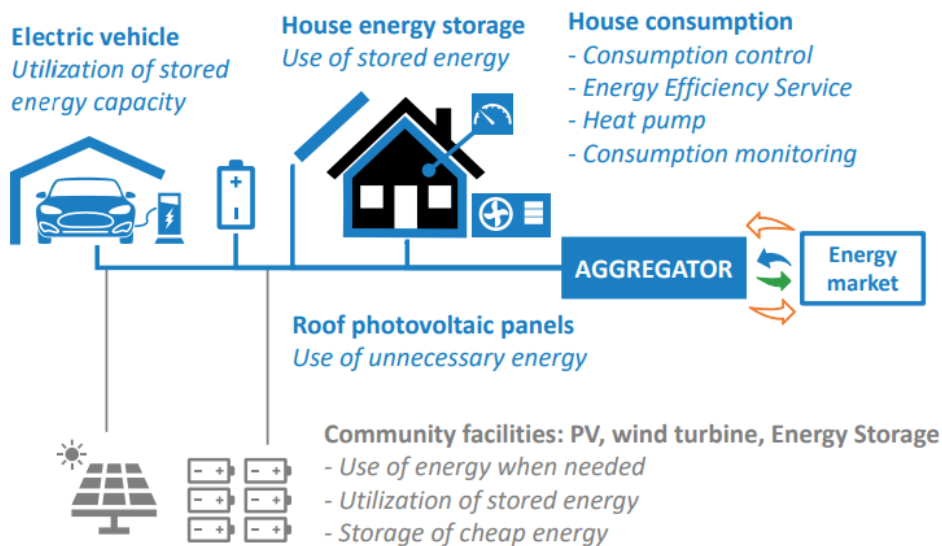 Electric vehicle
Utilization of stored
energy capacity
House energy storage
Use of stored energy
House consumption
- Consumption control
- Energy Efficiency Service
- Heat pump
- Consumption monitoring
AGGREGATOR
Energy
market
Roof photovoltaic panels
Use of unnecessary energy
Community facilities: PV, wind turbine, Energy Storage
- Use of energy when needed
- Utilization of stored energy
- Storage of cheap energy